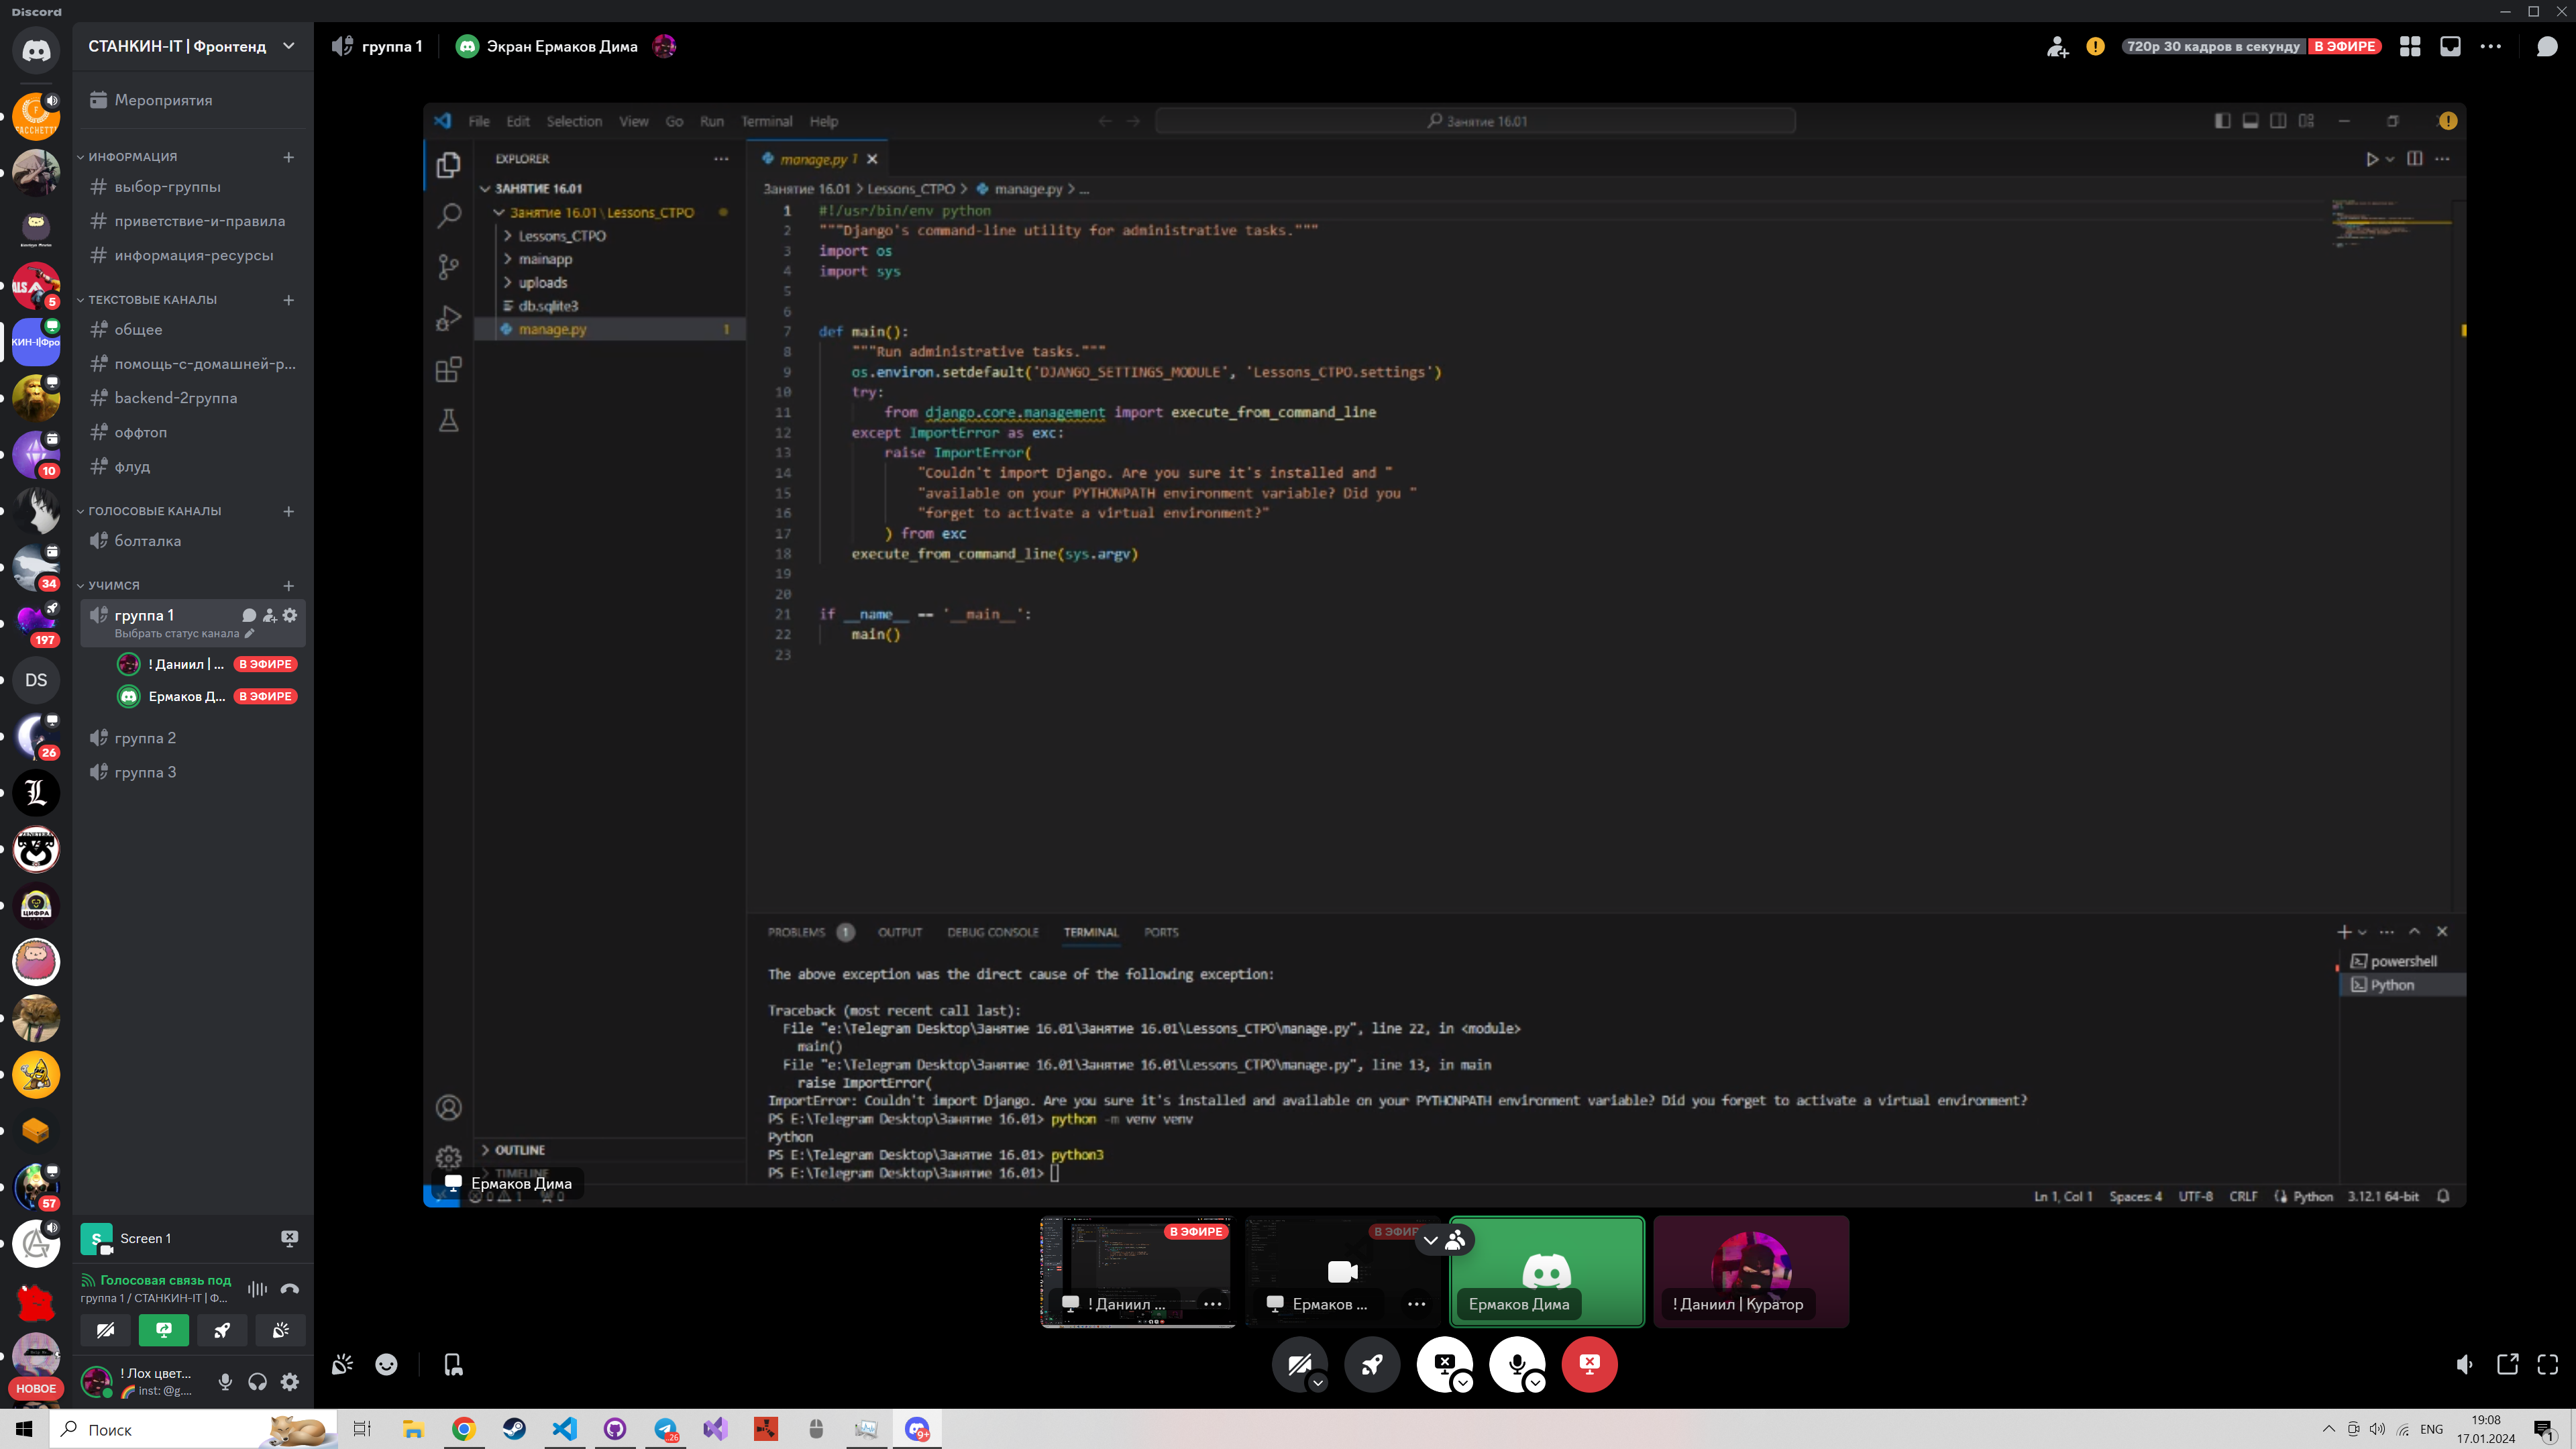 Discord
СТАНКИН-IT | Фронтенд
группа 1
Экран Ермаков Дима
720p 30 кадров в секунду
В ЭФИРЕ
Мероприятия
ИНФОРМАЦИЯ
выбор-группы
приветствие-и-правила
информация-ресурсы
ТЕКСТОВЫЕ КАНАЛЫ
общее
помощь-с-домашней-р...
backend-2группа
оффтоп
флуд
ГОЛОСОВЫЕ КАНАЛЫ
болталка
УЧИМСЯ
группа 1
Выбрать статус канала
! Даниил | ...
В ЭФИРЕ
Ермаков Д...
В ЭФИРЕ
группа 2
группа 3
5
КИН-I|Фро
10
34
197
DS
26
ЦИФРА
57
НОВОЕ
S
Screen 1
Голосовая связь под
группа 1 / СТАНКИН-IT | Ф...
! Лох цвет...
inst: @g....
File Edit Selection View Go Run Terminal Help
Занятие 16.01
EXPLORER
ЗАНЯТИЕ 16.01
Занятие 16.01 \ Lessons_CTPO
Lessons_CTPO
mainapp
uploads
db.sqlite3
manage.py 1
OUTLINE
TIMELINE
manage.py 1
Занятие 16.01 > Lessons_CTPO > manage.py > ...
1 #!/usr/bin/env python
2 """Django's command-line utility for administrative tasks."""
3 import os
4 import sys
5
6
7 def main():
8 """Run administrative tasks."""
9 os.environ.setdefault('DJANGO_SETTINGS_MODULE', 'Lessons_CTPO.settings')
10 try:
11 from django.core.management import execute_from_command_line
12 except ImportError as exc:
13 raise ImportError(
14 "Couldn't import Django. Are you sure it's installed and "
15 "available on your PYTHONPATH environment variable? Did you "
16 "forget to activate a virtual environment?"
17 ) from exc
18 execute_from_command_line(sys.argv)
19
20
21 if __name__ == '__main__':
22 main()
23
PROBLEMS 1 OUTPUT DEBUG CONSOLE TERMINAL PORTS
The above exception was the direct cause of the following exception:
Traceback (most recent call last):
File "e:\Telegram Desktop\Занятие 16.01\Занятие 16.01\Lessons_CTPO\manage.py", line 22, in <module>
main()
File "e:\Telegram Desktop\Занятие 16.01\Занятие 16.01\Lessons_CTPO\manage.py", line 13, in main
raise ImportError(
ImportError: Couldn't import Django. Are you sure it's installed and available on your PYTHONPATH environment variable? Did you forget to activate a virtual environment?
PS E:\Telegram Desktop\Занятие 16.01> python -m venv venv
Python
PS E:\Telegram Desktop\Занятие 16.01> python3
PS E:\Telegram Desktop\Занятие 16.01>
powershell
Python
Ермаков Дима
0 1 0
Ln 1, Col 1 Spaces: 4 UTF-8 CRLF Python 3.12.1 64-bit
В ЭФИРЕ
! Даниил ...
Ермаков ...
Ермаков Дима
! Даниил | Куратор
Поиск
26
9+
ENG
19:08
17.01.2024
1